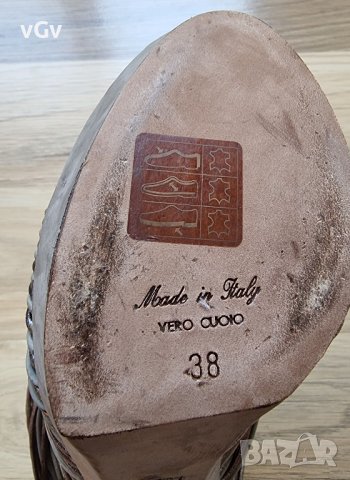 vGv
Made in Italy
VERO CUOIO
38
BAZAR